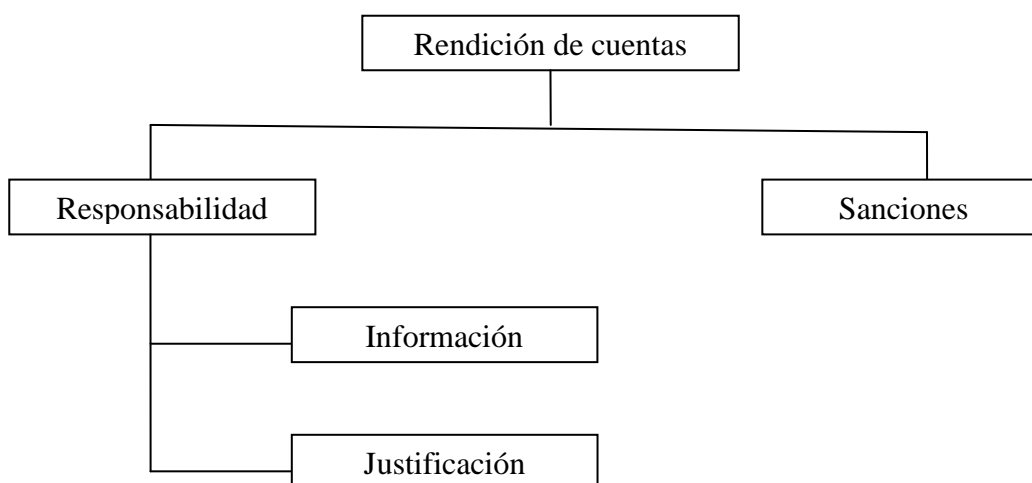 Rendición de cuentas
Responsabilidad
Sanciones
Información
Justificación